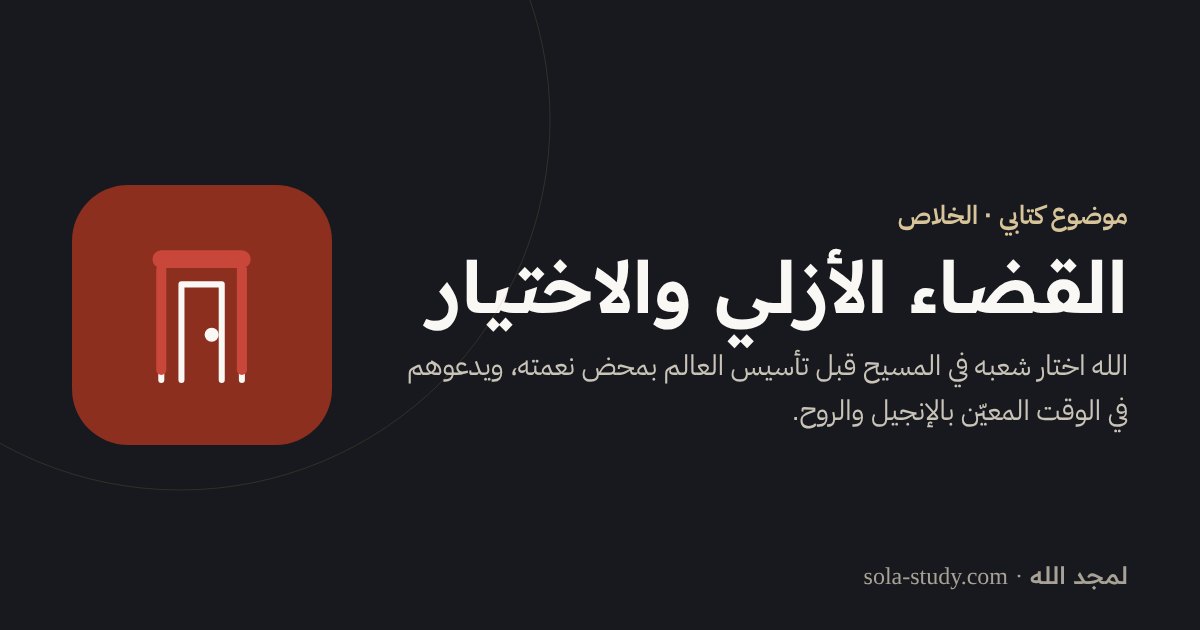 موضوع كتابي · الخلاص
القضاء الأزلي والاختيار
الله اختار شعبه في المسيح قبل تأسيس العالم بمحض نعمته، ويدعوهم
في الوقت المعيّن بالإنجيل والروح.
لمجد الله · sola-study.com